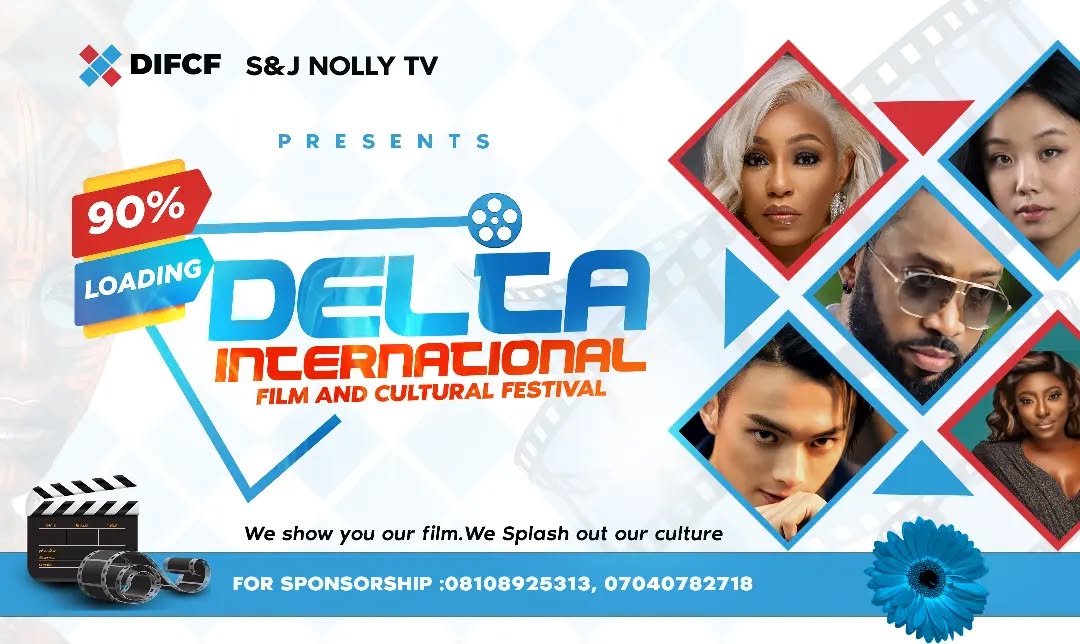 DIFCF S&J NOLLY TV
PRESENTS
90%
LOADING
DELTA
INTERNATIONAL
FILM AND CULTURAL FESTIVAL
We show you our film.We Splash out our culture
FOR SPONSORSHIP :08108925313, 07040782718